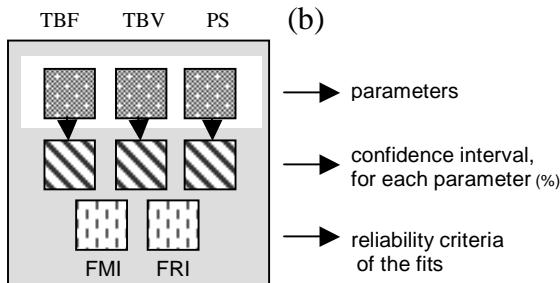 TBF TBV PS (b)
parameters
confidence interval,
for each parameter (%)
reliability criteria
of the fits
FMI FRI